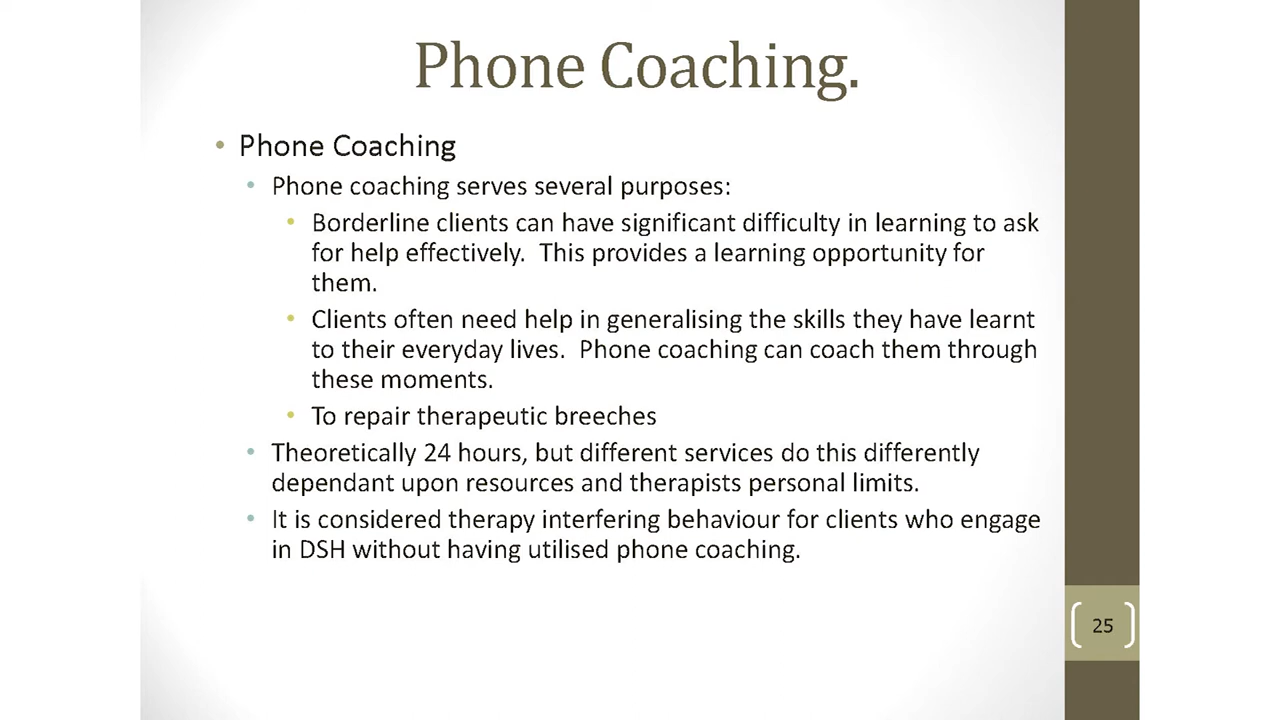 Phone Coaching.
• Phone Coaching
• Phone coaching serves several purposes:
• Borderline clients can have significant difficulty in learning to ask
for help effectively.  This provides a learning opportunity for
them.
• Clients often need help in generalising the skills they have learnt
to their everyday lives.  Phone coaching can coach them through
these moments.
• To repair therapeutic breeches
• Theoretically 24 hours, but different services do this differently
dependant upon resources and therapists personal limits.
• It is considered therapy interfering behaviour for clients who engage
in DSH without having utilised phone coaching.
25